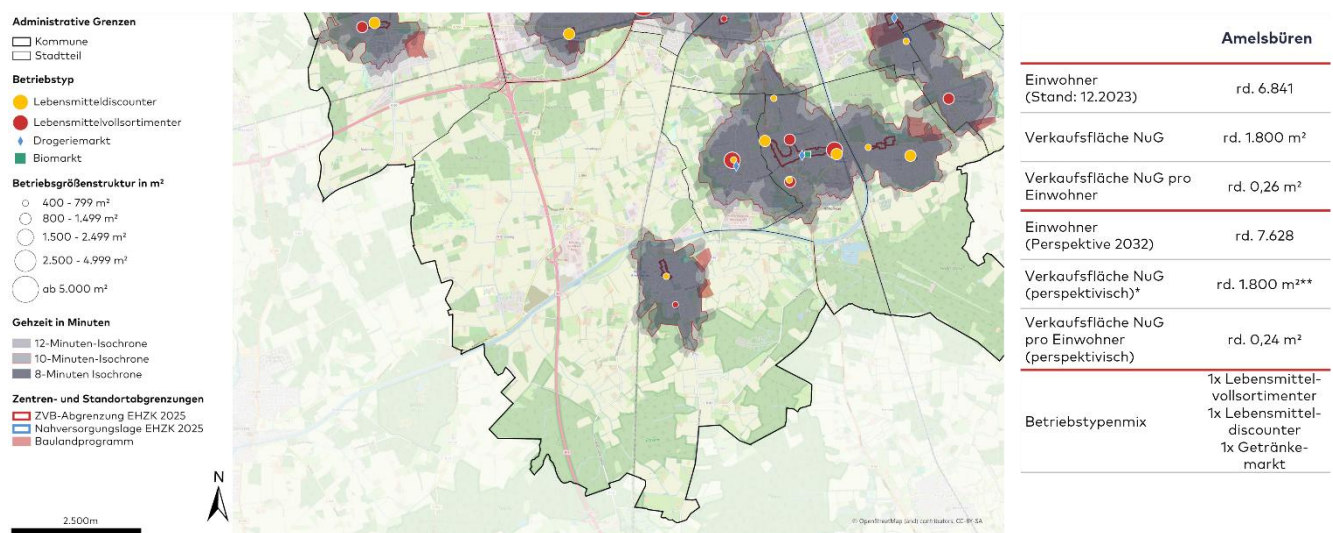 Administrative Grenzen
Kommune
Stadtteil
Betriebstyp
Lebensmitteldiscounter
Lebensmittelvollsortimenter
Drogeriemarkt
Biomarkt
Betriebsgrößenstruktur in m²
400 - 799 m²
800 - 1.499 m²
1.500 - 2.499 m²
2.500 - 4.999 m²
ab 5.000 m²
Gehzeit in Minuten
12-Minuten-Isochrone
10-Minuten-Isochrone
8-Minuten Isochrone
Zentren- und Standortabgrenzungen
ZVB-Abgrenzung EHZK 2025
Nahversorgungslage EHZK 2025
Baulandprogramm
2.500m
N
© OpenStreetMap (and) contributors, CC-BY-SA
Amelsbüren
Einwohner
(Stand: 12.2023)
rd. 6.841
Verkaufsfläche NuG
rd. 1.800 m²
Verkaufsfläche NuG pro
Einwohner
rd. 0,26 m²
Einwohner
(Perspektive 2032)
rd. 7.628
Verkaufsfläche NuG
(perspektivisch)*
rd. 1.800 m²**
Verkaufsfläche NuG
pro Einwohner
(perspektivisch)
rd. 0,24 m²
Betriebstypenmix
1x Lebensmittel-
vollsortimenter
1x Lebensmittel-
discounter
1x Getränke-
markt